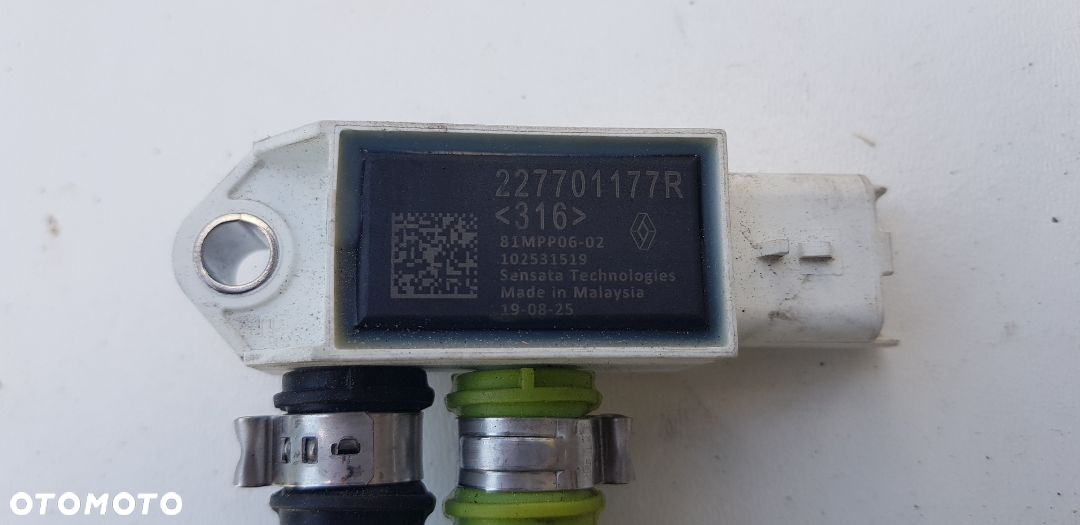 227701177R
<316>
81MPP06-02
102531519
Sensata Technologies
Made in Malaysia
19-08-25
OTOMOTO